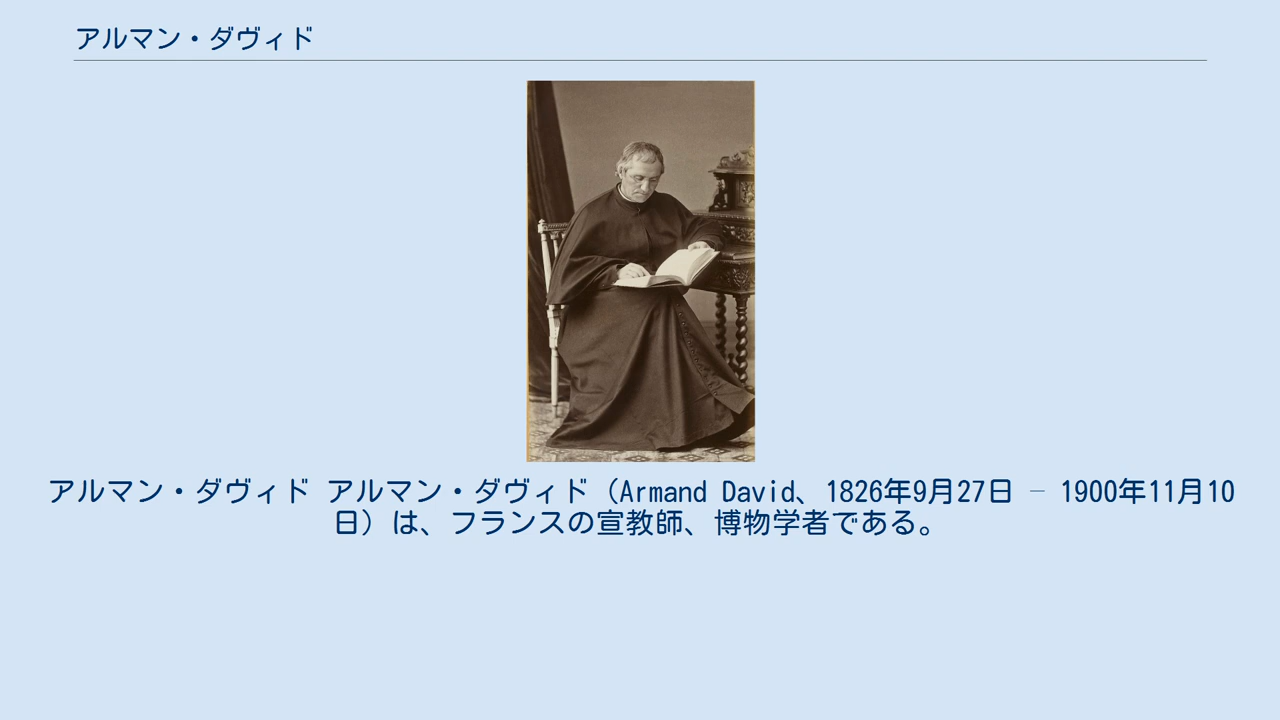 アルマン・ダヴィド
アルマン・ダヴィド アルマン・ダヴィド（Armand David、1826年9月27日 – 1900年11月10
日）は、フランスの宣教師、博物学者である。